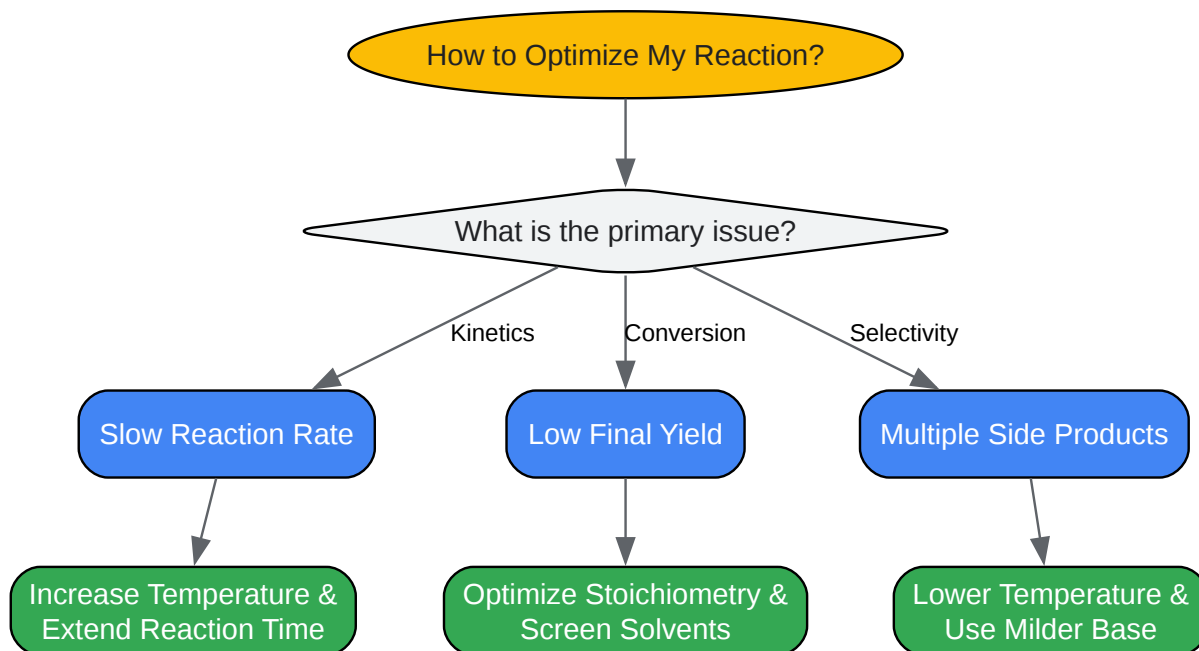 How to Optimize My Reaction?
What is the primary issue?
Kinetics
Conversion
Selectivity
Slow Reaction Rate
Low Final Yield
Multiple Side Products
Increase Temperature &
Extend Reaction Time
Optimize Stoichiometry &
Screen Solvents
Lower Temperature &
Use Milder Base